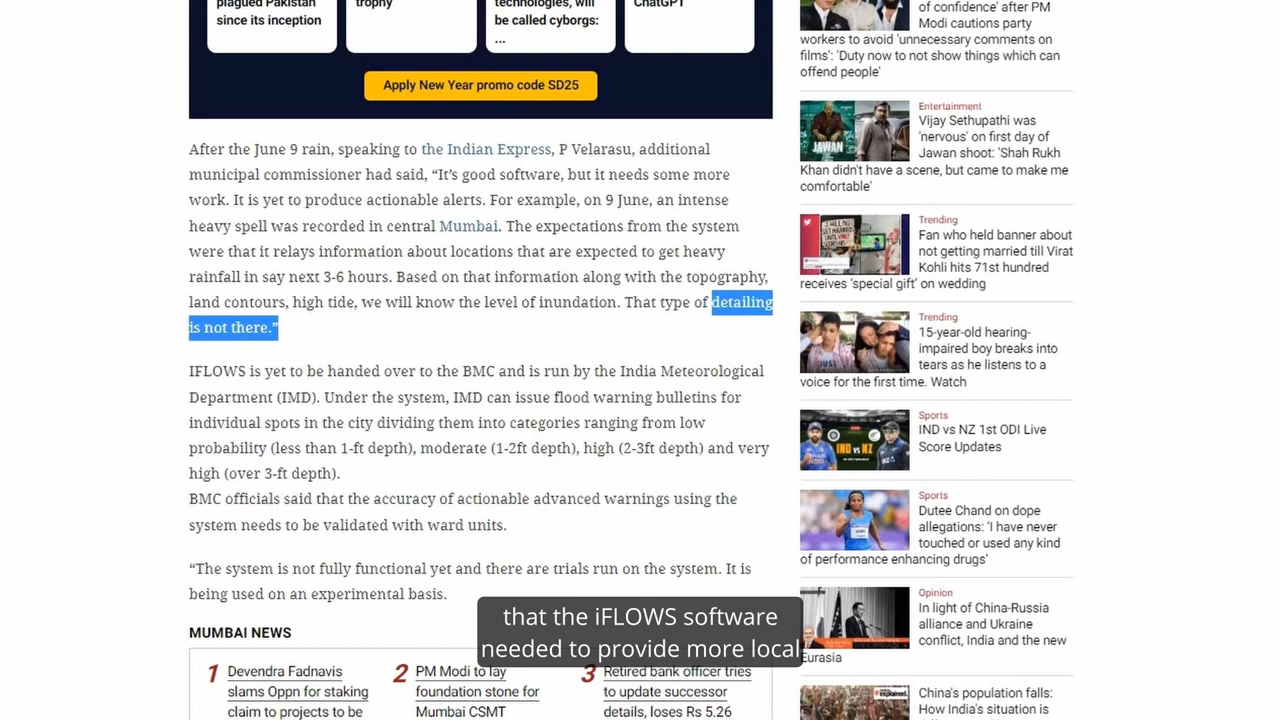 plagued Pakistan
since its inception
trophy
technologies, will
be called cyborgs:
...
ChatGPT
Apply New Year promo code SD25
After the June 9 rain, speaking to the Indian Express, P Velarasu, additional
municipal commissioner had said, “It’s good software, but it needs some more
work. It is yet to produce actionable alerts. For example, on 9 June, an intense
heavy spell was recorded in central Mumbai. The expectations from the system
were that it relays information about locations that are expected to get heavy
rainfall in say next 3-6 hours. Based on that information along with the topography,
land contours, high tide, we will know the level of inundation. That type of detailing
is not there.”
IFLOWS is yet to be handed over to the BMC and is run by the India Meteorological
Department (IMD). Under the system, IMD can issue flood warning bulletins for
individual spots in the city dividing them into categories ranging from low
probability (less than 1-ft depth), moderate (1-2ft depth), high (2-3ft depth) and very
high (over 3-ft depth).
BMC officials said that the accuracy of actionable advanced warnings using the
system needs to be validated with ward units.
“The system is not fully functional yet and there are trials run on the system. It is
being used on an experimental basis.
MUMBAI NEWS
1 Devendra Fadnavis
slams Oppn for staking
claim to projects to be
2 PM Modi to lay
foundation stone for
Mumbai CSMT
3 Retired bank officer tries
to update successor
details, loses Rs 5.26
that the iFLOWS software
needed to provide more local
of confidence' after PM
Modi cautions party
workers to avoid 'unnecessary comments on
films': 'Duty now to not show things which can
offend people'
Entertainment
Vijay Sethupathi was
'nervous' on first day of
Jawan shoot: 'Shah Rukh
Khan didn't have a scene, but came to make me
comfortable'
JAWAN
Trending
Fan who held banner about
not getting married till Virat
Kohli hits 71st hundred
receives 'special gift' on wedding
Trending
15-year-old hearing-
impaired boy breaks into
tears as he listens to a
voice for the first time. Watch
Sports
IND vs NZ 1st ODI Live
Score Updates
IND vs NZ
Sports
Dutee Chand on dope
allegations: ‘I have never
touched or used any kind
of performance enhancing drugs’
Opinion
In light of China-Russia
alliance and Ukraine
conflict, India and the new
Eurasia
China's population falls:
How India's situation is
explained.